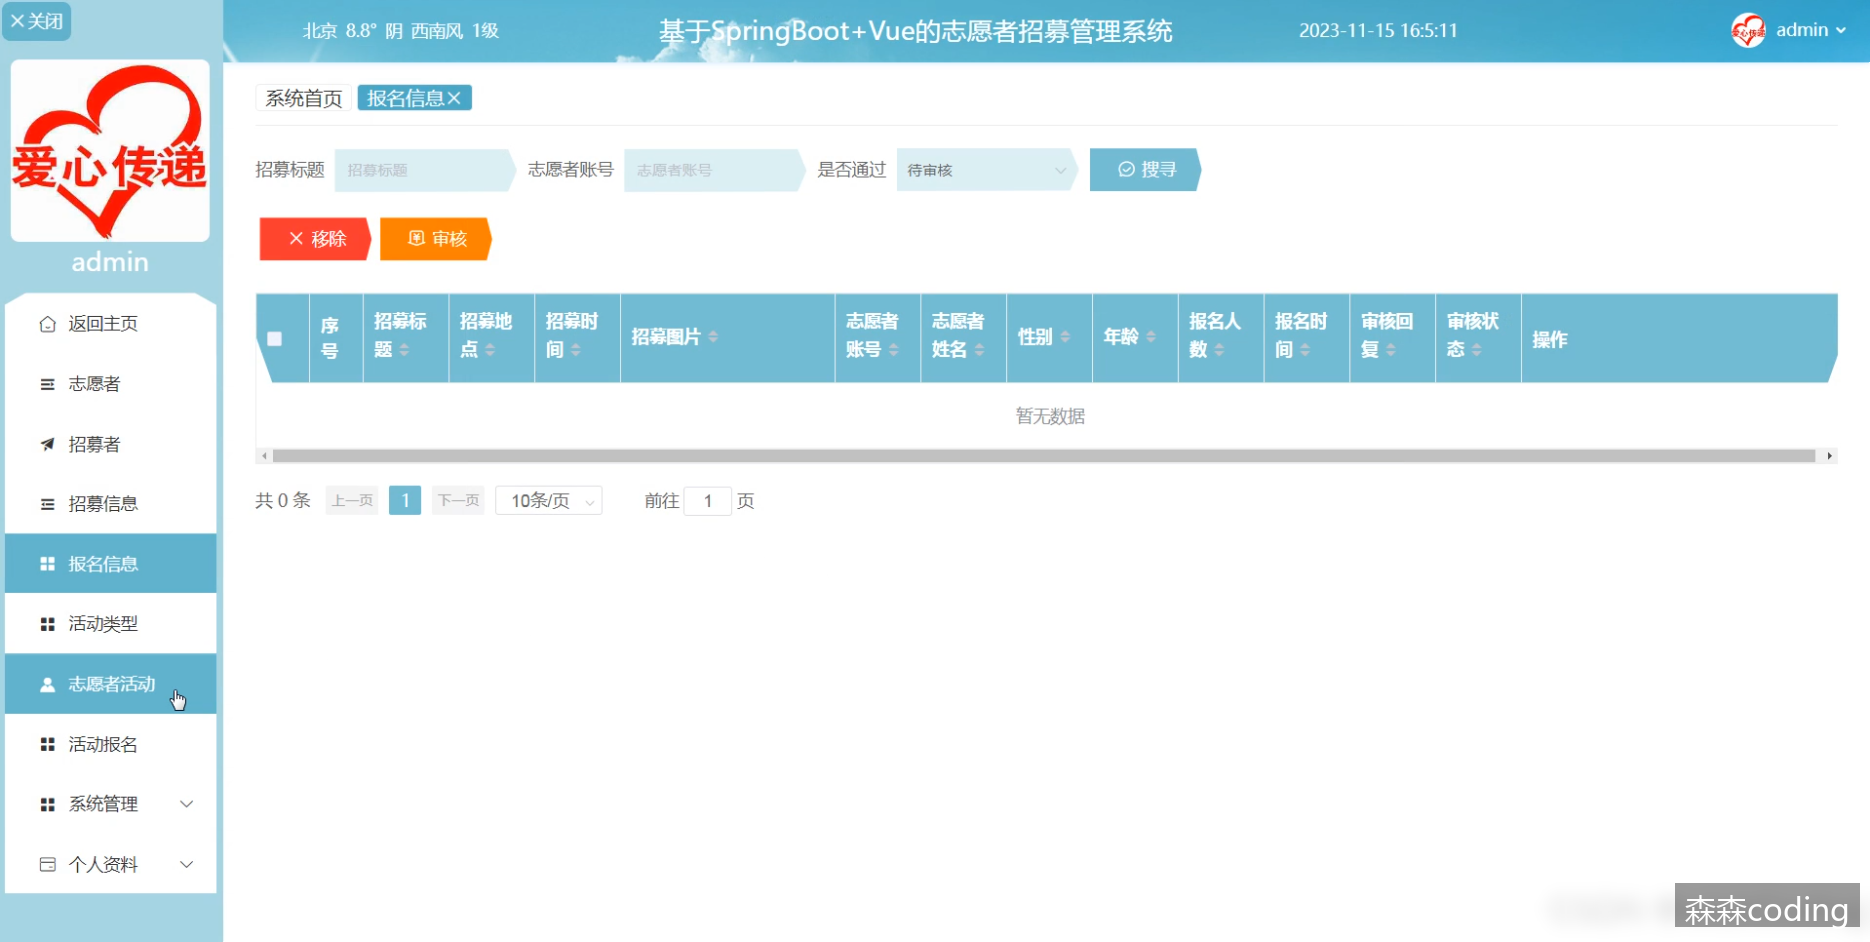 关闭
北京 8.8° 阴 西南风 1级
基于SpringBoot+Vue的志愿者招募管理系统
2023-11-15 16:5:11
爱心传递
admin
爱心传递
admin
返回主页
志愿者
招募者
招募信息
报名信息
活动类型
志愿者活动
活动报名
系统管理
个人资料
系统首页
报名信息
招募标题
招募标题
志愿者账号
志愿者账号
是否通过
待审核
搜寻
移除
审核
序号
招募标题
招募地点
招募时间
招募图片
志愿者账号
志愿者姓名
性别
年龄
报名人数
报名时间
审核回复
审核状态
操作
暂无数据
共 0 条
上一页
1
下一页
10条/页
前往 1 页
森森coding